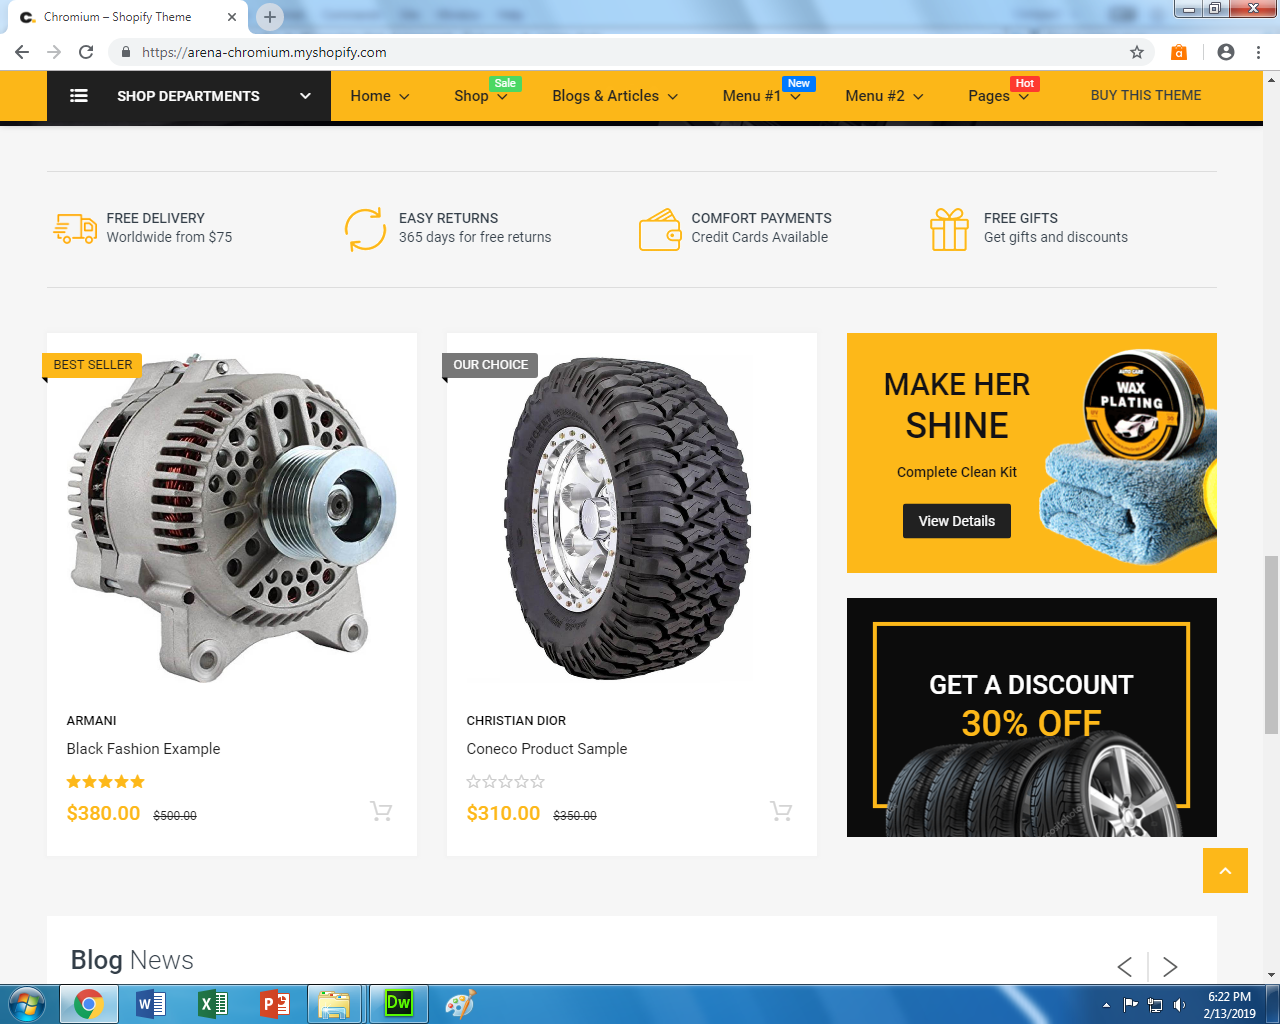 Chromium – Shopify Theme
https://arena-chromium.myshopify.com
SHOP DEPARTMENTS
Home
Shop
Sale
Blogs & Articles
Menu #1
New
Menu #2
Pages
Hot
BUY THIS THEME
FREE DELIVERY
Worldwide from $75
EASY RETURNS
365 days for free returns
COMFORT PAYMENTS
Credit Cards Available
FREE GIFTS
Get gifts and discounts
BEST SELLER
ARMANI
Black Fashion Example
$380.00 $500.00
OUR CHOICE
CHRISTIAN DIOR
Coneco Product Sample
$310.00 $350.00
MAKE HER
SHINE
Complete Clean Kit
View Details
AUTO CARE
WAX
PLATING
GET A DISCOUNT
30% OFF
Blog News
Dw
6:22 PM
2/13/2019